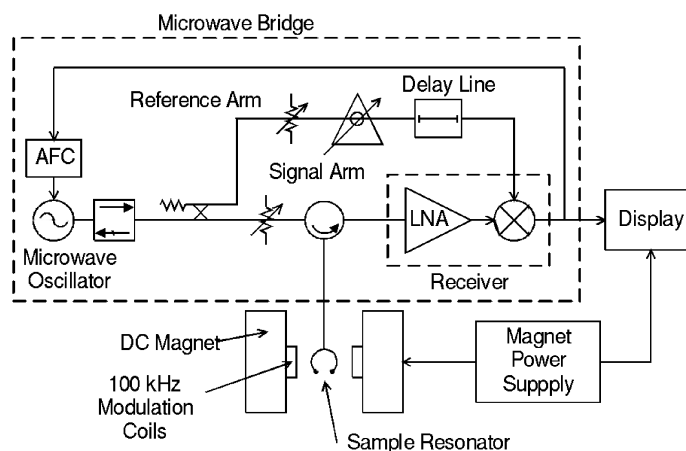 Microwave Bridge
Reference Arm
Delay Line
AFC
Signal Arm
LNA
Display
Microwave
Oscillator
Receiver
DC Magnet
Magnet
Power
Suppply
100 kHz
Modulation
Coils
Sample Resonator